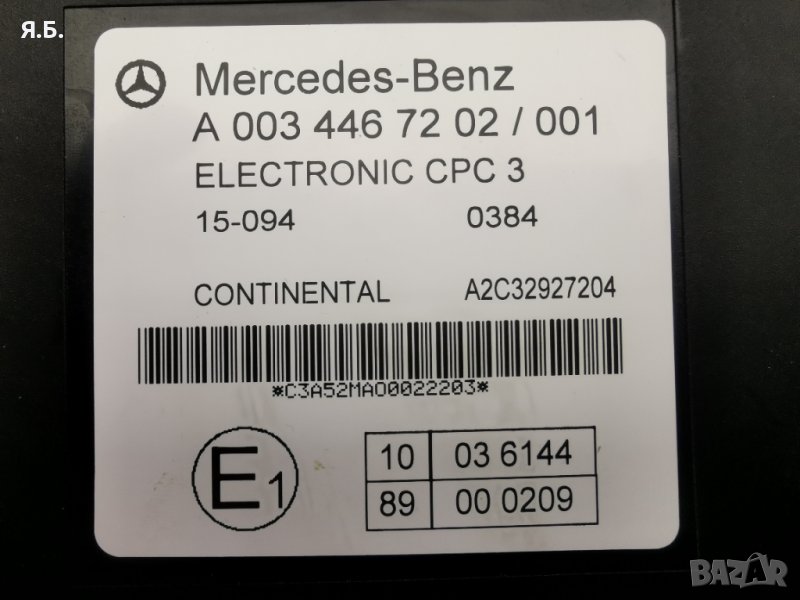 Я.Б.
Mercedes-Benz
A 003 446 72 02 / 001
ELECTRONIC CPC 3
15-094 0384
CONTINENTAL A2C32927204
*C3A52MAO0022203*
E1
10 03 6144
89 00 0209
BAZAR